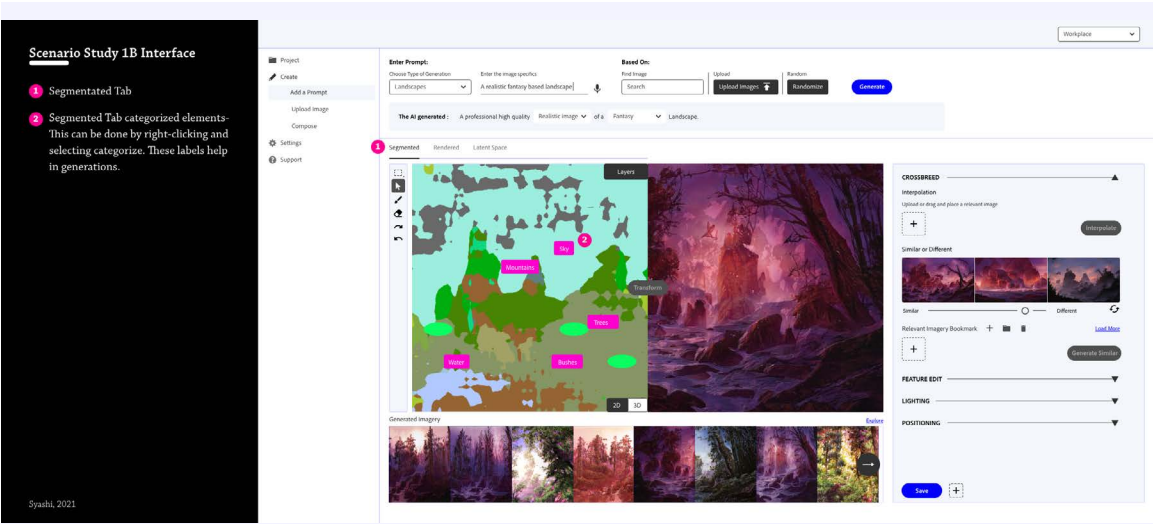 Scenario Study 1B Interface
1 Segmentated Tab
2 Segmented Tab categorized elements-
This can be done by right-clicking and
selecting categorize. These labels help
in generations.
Syashi, 2021
Workplace
Project
Create
Add a Prompt
Upload Image
Compose
Settings
Support
Enter Prompt:
Based On:
Choose Type of Generation
Enter the image specifics
Find Image
Upload
Random
Landscapes
A realistic fantasy based landscape
Search
Upload Images
Randomize
Generate
The AI generated : A professional high quality Realistic image of a Fantasy Landscape.
1
Segmented Rendered Latent Space
Layers
Sky
2
Mountains
Transform
Trees
Water
Bushes
2D 3D
Generated Imagery
Explore
CROSSBREED
Interpolation
Upload or drag and place a relevant image
+
Interpolate
Similar or Different
Similar
Different
Relevant Imagery Bookmark +
Load More
+
Generate Similar
FEATURE EDIT
LIGHTING
POSITIONING
Save +